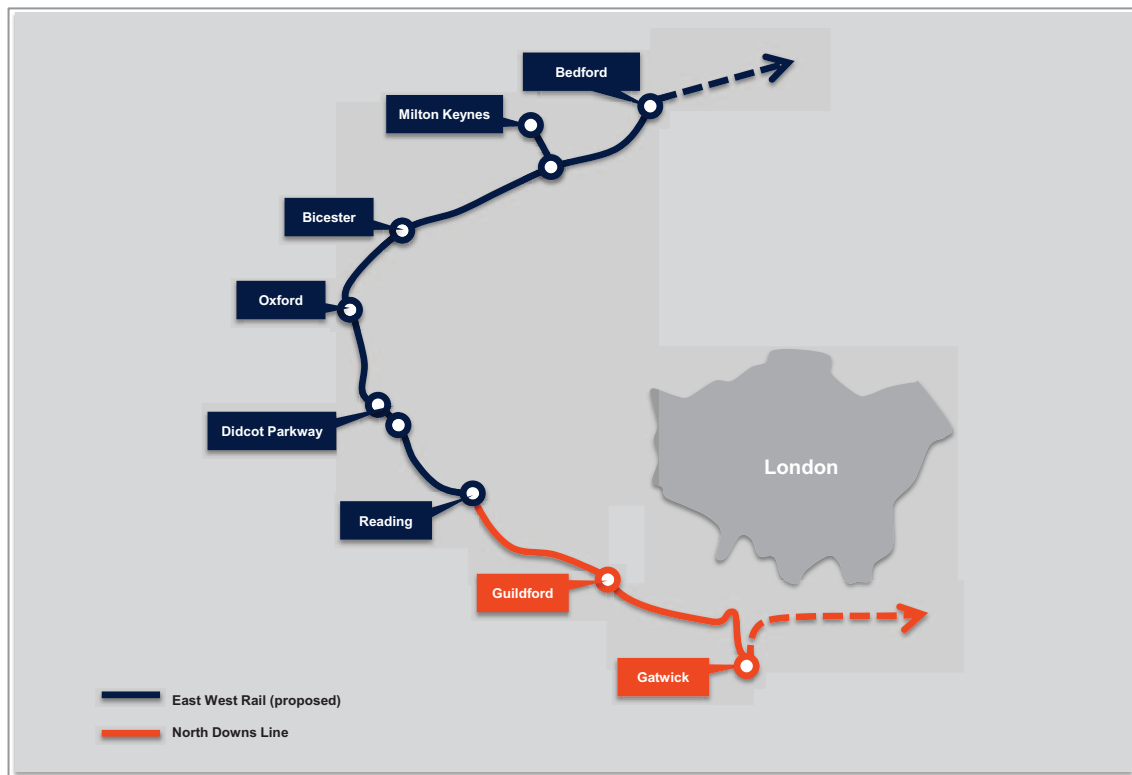 Bedford
Milton Keynes
Bicester
Oxford
Didcot Parkway
London
Reading
Guildford
Gatwick
East West Rail (proposed)
North Downs Line